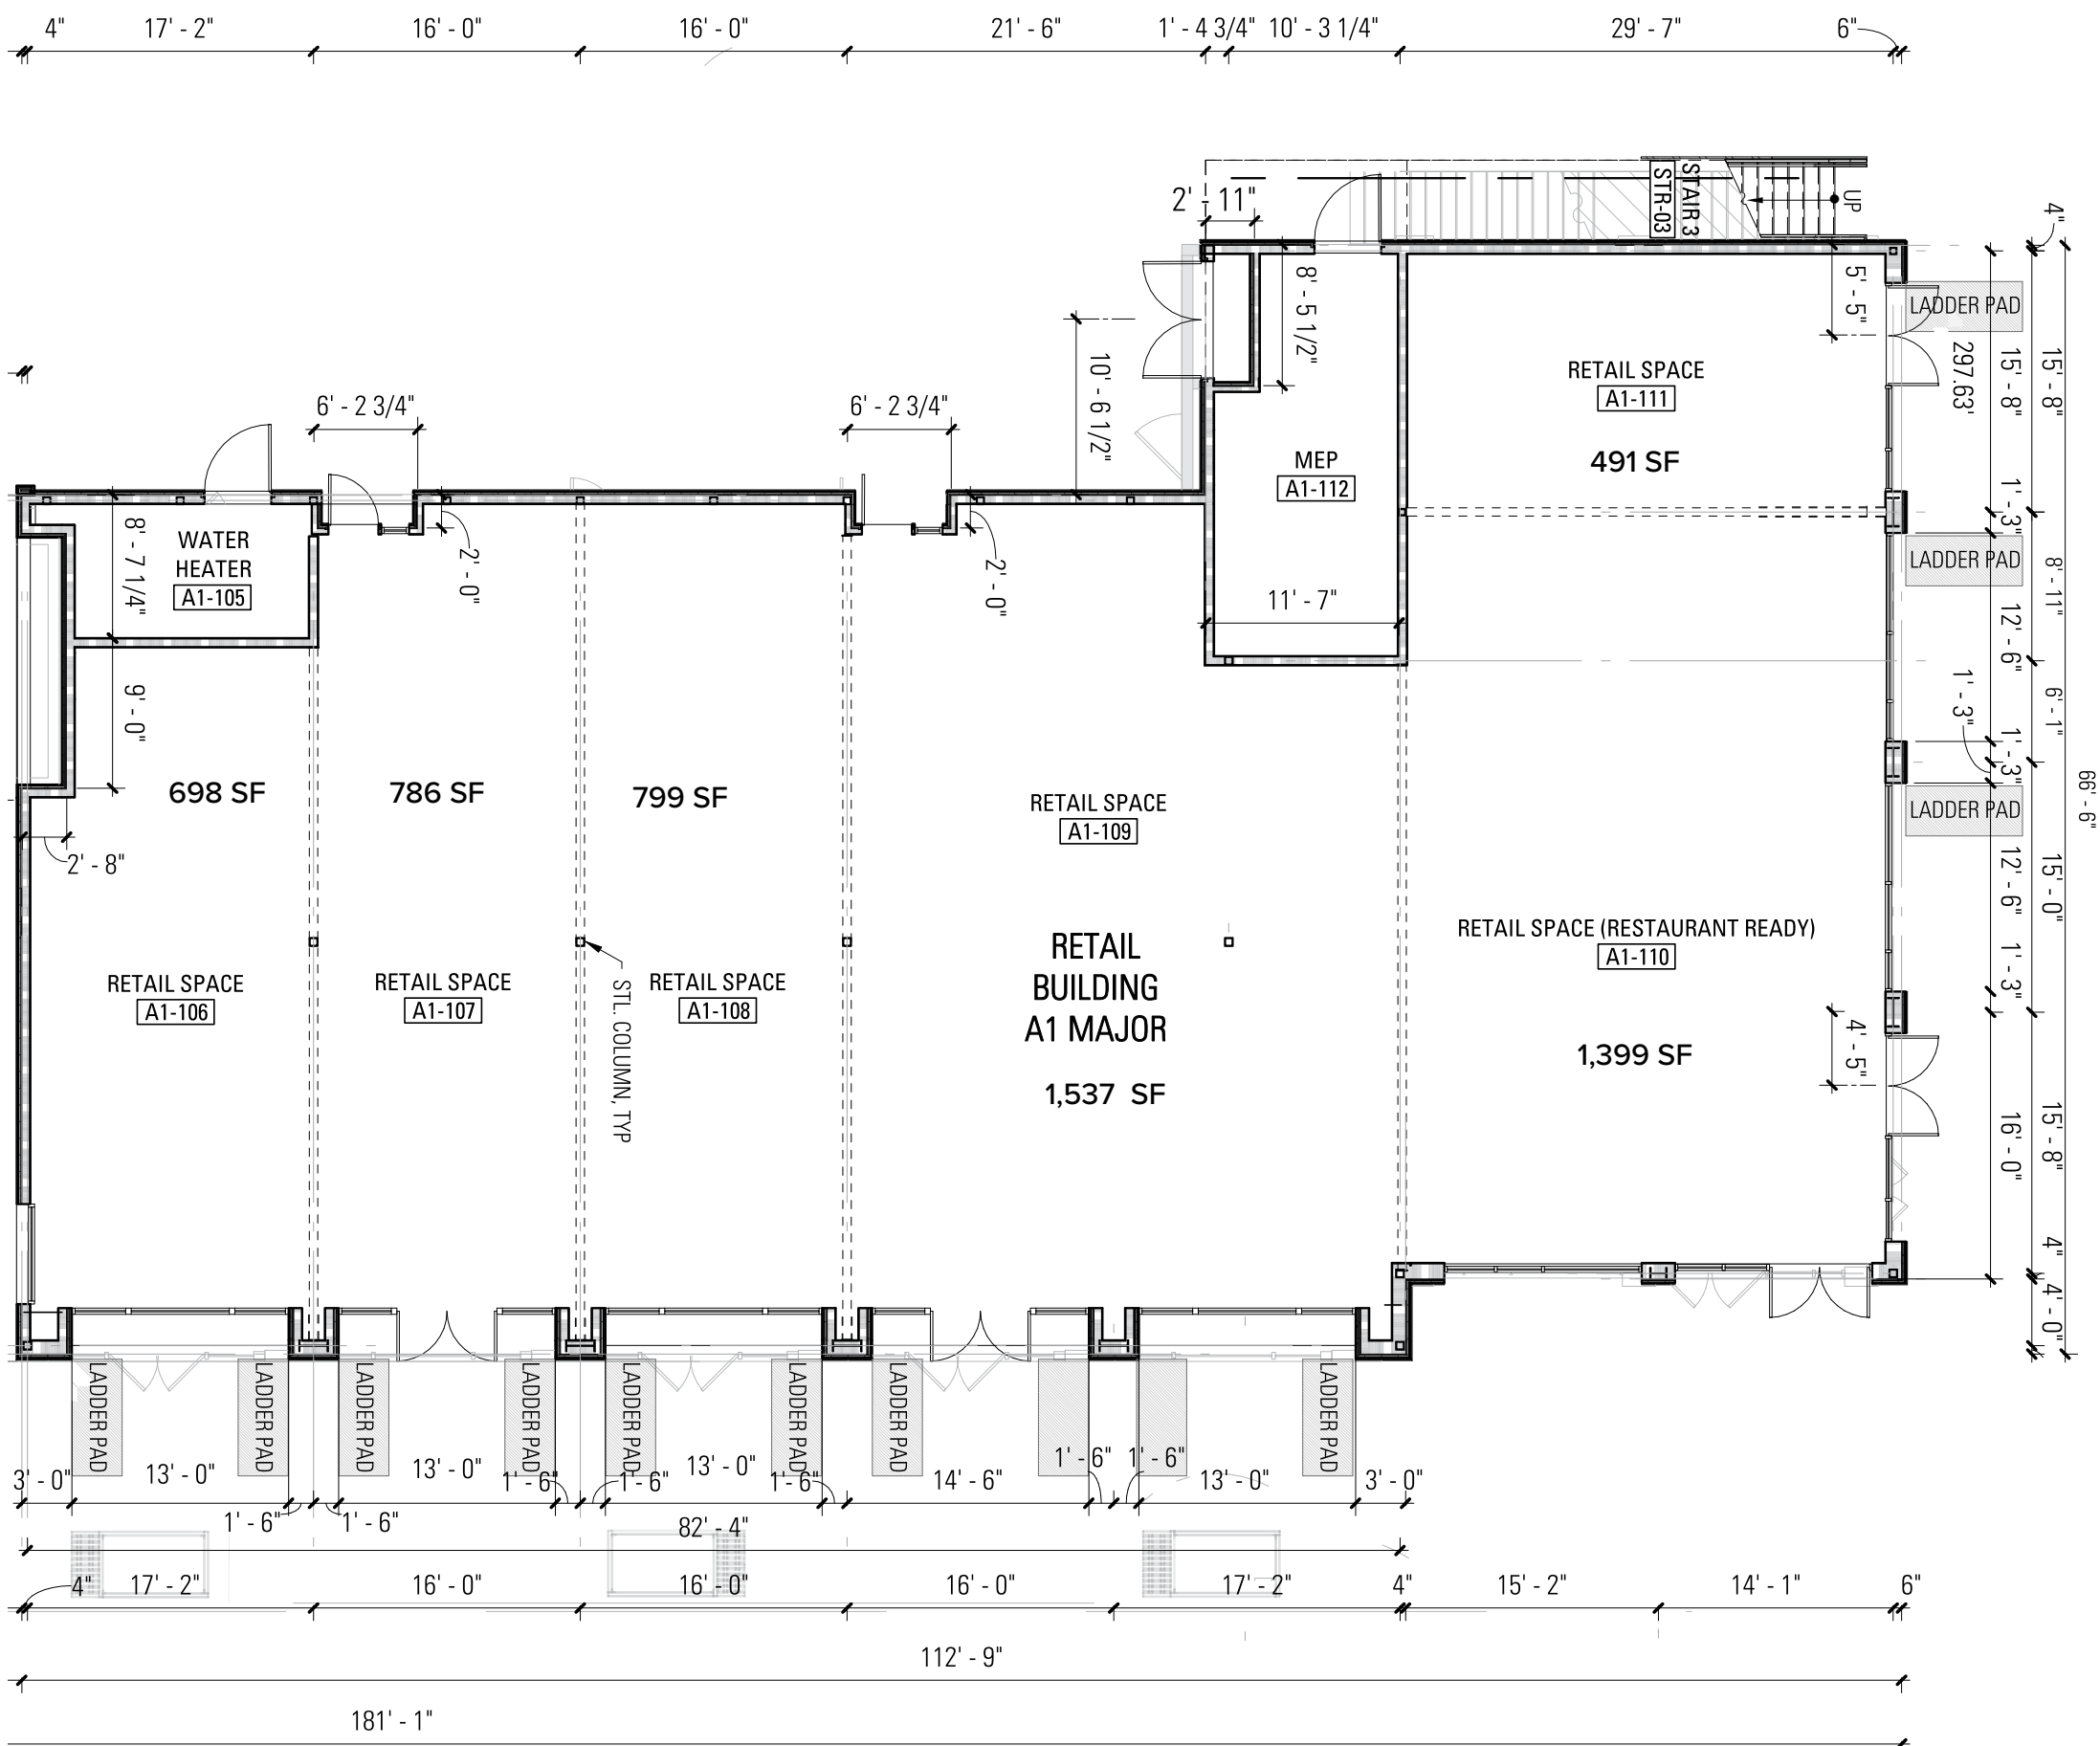 4"
17' - 2"
16' - 0"
16' - 0"
21' - 6"
1' - 4 3/4"
10' - 3 1/4"
29' - 7"
6"
2' - 11"
STAIR 3
STR-03
UP
4"
8' - 5 1/2"
5' - 5"
LADDER PAD
297.63'
15' - 8"
15' - 8"
10' - 6 1/2"
RETAIL SPACE
A1-111
491 SF
6' - 2 3/4"
6' - 2 3/4"
MEP
A1-112
1' - 3"
WATER
HEATER
A1-105
8' - 7 1/4"
2' - 0"
2' - 0"
11' - 7"
LADDER PAD
8' - 11"
12' - 6"
9' - 0"
1' - 3"
6' - 1"
1' - 3"
66' - 6"
698 SF
786 SF
799 SF
RETAIL SPACE
A1-109
LADDER PAD
2' - 8"
12' - 6"
15' - 0"
RETAIL SPACE (RESTAURANT READY)
A1-110
RETAIL
BUILDING
A1 MAJOR
1,537 SF
RETAIL SPACE
A1-106
RETAIL SPACE
A1-107
RETAIL SPACE
A1-108
STL. COLUMN, TYP
1' - 3"
1,399 SF
4' - 5"
16' - 0"
15' - 8"
4"
4' - 0"
LADDER PAD
LADDER PAD
LADDER PAD
LADDER PAD
LADDER PAD
LADDER PAD
LADDER PAD
LADDER PAD
3' - 0"
13' - 0"
13' - 0"
1' - 6"
1' - 6"
13' - 0"
1' - 6"
14' - 6"
1' - 6"
1' - 6"
13' - 0"
3' - 0"
1' - 6"
1' - 6"
82' - 4"
4"
17' - 2"
16' - 0"
16' - 0"
16' - 0"
17' - 2"
4"
15' - 2"
14' - 1"
6"
112' - 9"
181' - 1"